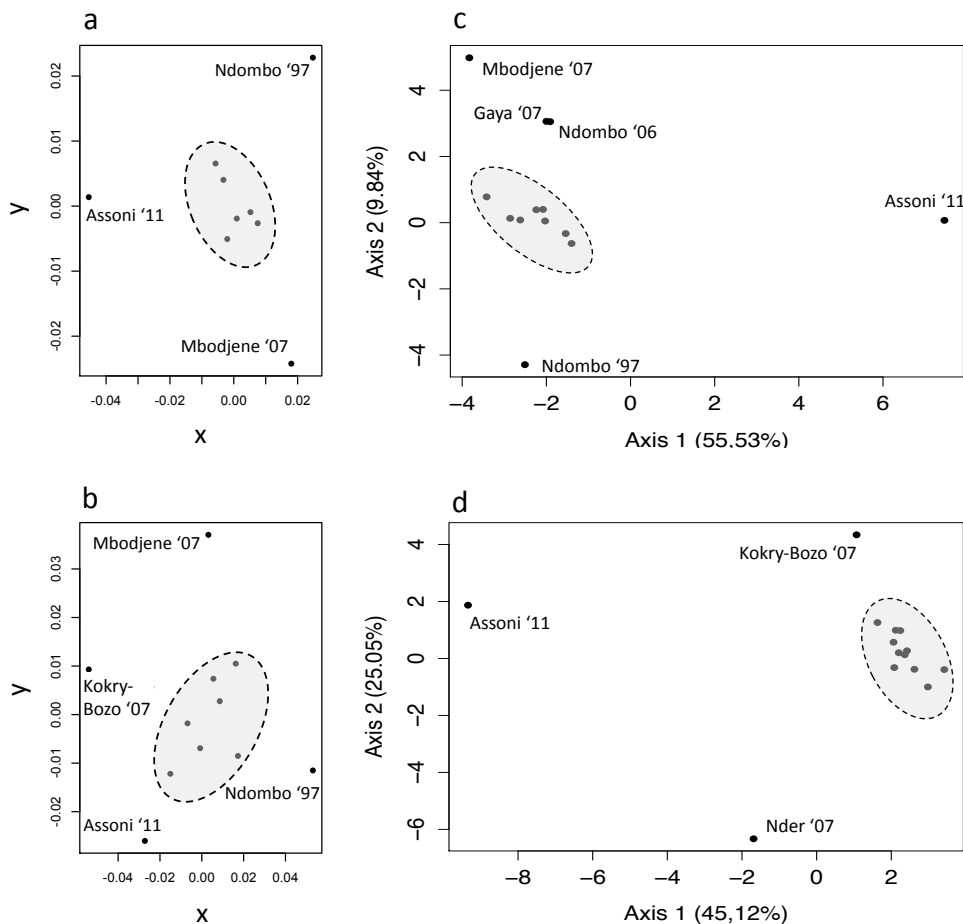 a
y
0.02
0.01
0.00
-0.01
-0.02
Ndombo ‘97
Assoni ‘11
Mbodjene ‘07
-0.04 -0.02 0.00 0.02
x
c
Axis 2 (9.84%)
4
2
0
−2
−4
Mbodjene ‘07
Gaya ‘07
Ndombo ‘06
Assoni ‘11
Ndombo ‘97
−4 −2 0 2 4 6
Axis 1 (55,53%)
b
y
0.03
0.01
0.00
-0.01
-0.02
Mbodjene ‘07
Kokry-
Bozo ‘07
Ndombo ‘97
Assoni ‘11
-0.04 -0.02 0.00 0.02 0.04
x
d
Axis 2 (25.05%)
4
2
0
−2
−4
−6
Kokry-Bozo ‘07
Assoni ‘11
Nder ‘07
−8 −6 −4 −2 0 2
Axis 1 (45,12%)